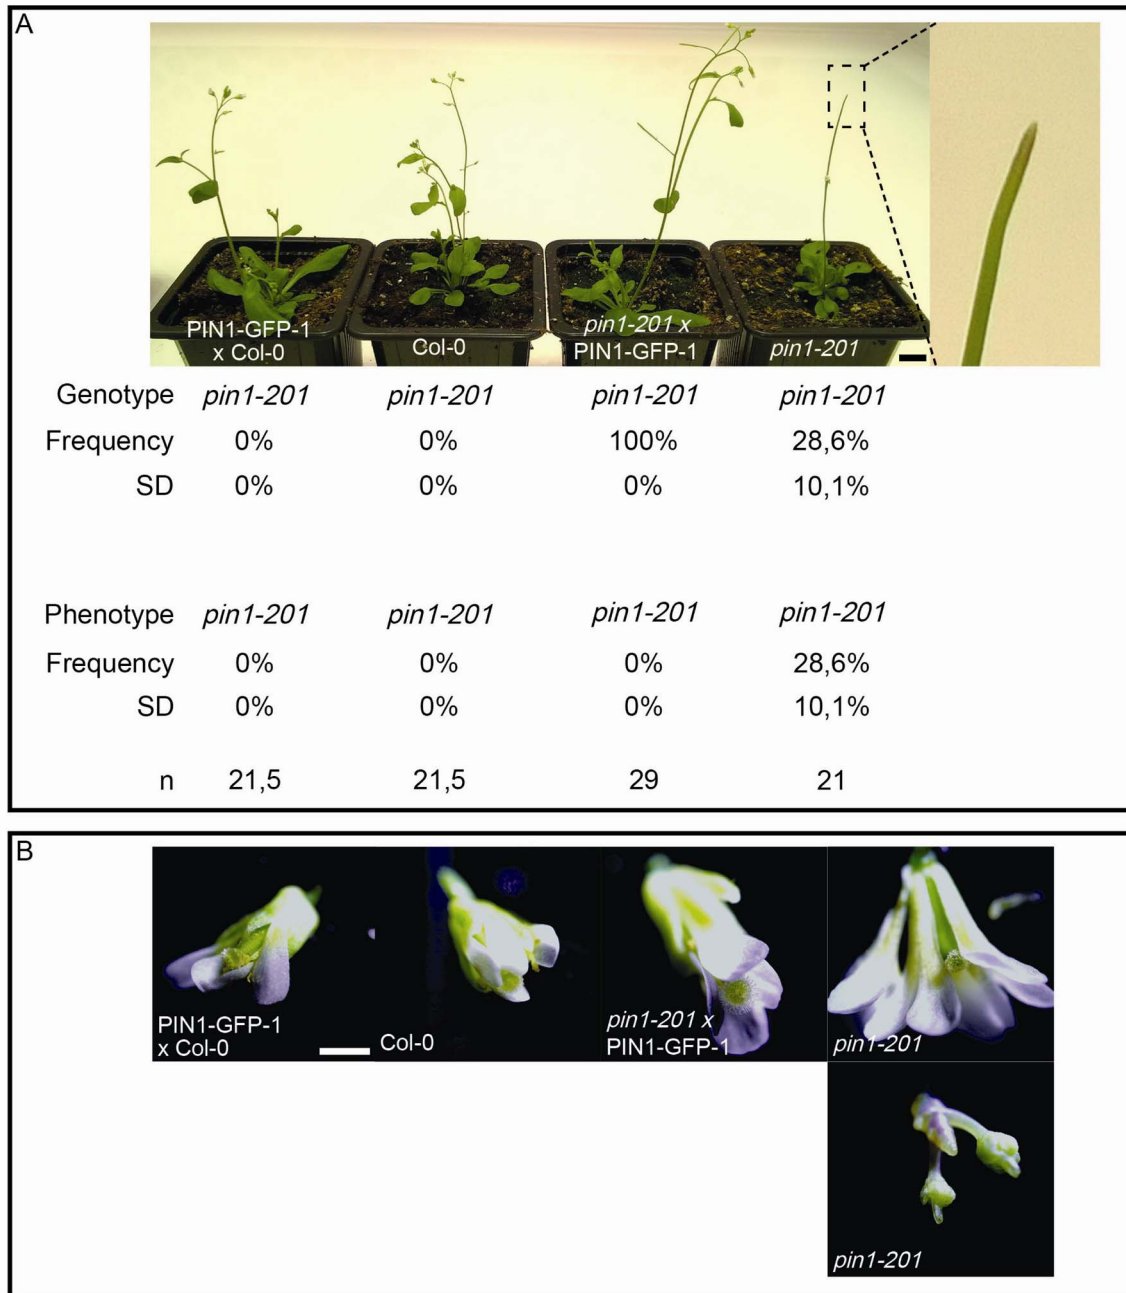 A
PIN1-GFP-1
x Col-0
Col-0
pin1-201 x
PIN1-GFP-1
pin1-201
Genotype pin1-201 pin1-201 pin1-201 pin1-201
Frequency 0% 0% 100% 28,6%
SD 0% 0% 0% 10,1%
Phenotype pin1-201 pin1-201 pin1-201 pin1-201
Frequency 0% 0% 0% 28,6%
SD 0% 0% 0% 10,1%
n 21,5 21,5 29 21
B
PIN1-GFP-1
x Col-0
Col-0
pin1-201 x
PIN1-GFP-1
pin1-201
pin1-201